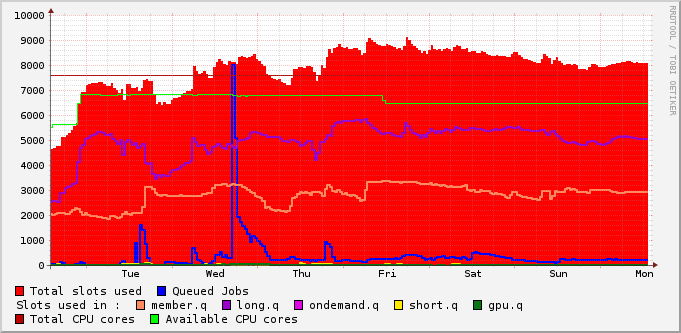 10000
9000
8000
7000
6000
5000
4000
3000
2000
1000
0
Tue Wed Thu Fri Sat Sun Mon
RRDTOOL / TOBI OETIKER
Total slots used Queued Jobs
Slots used in : member.q long.q ondemand.q short.q gpu.q
Total CPU cores Available CPU cores